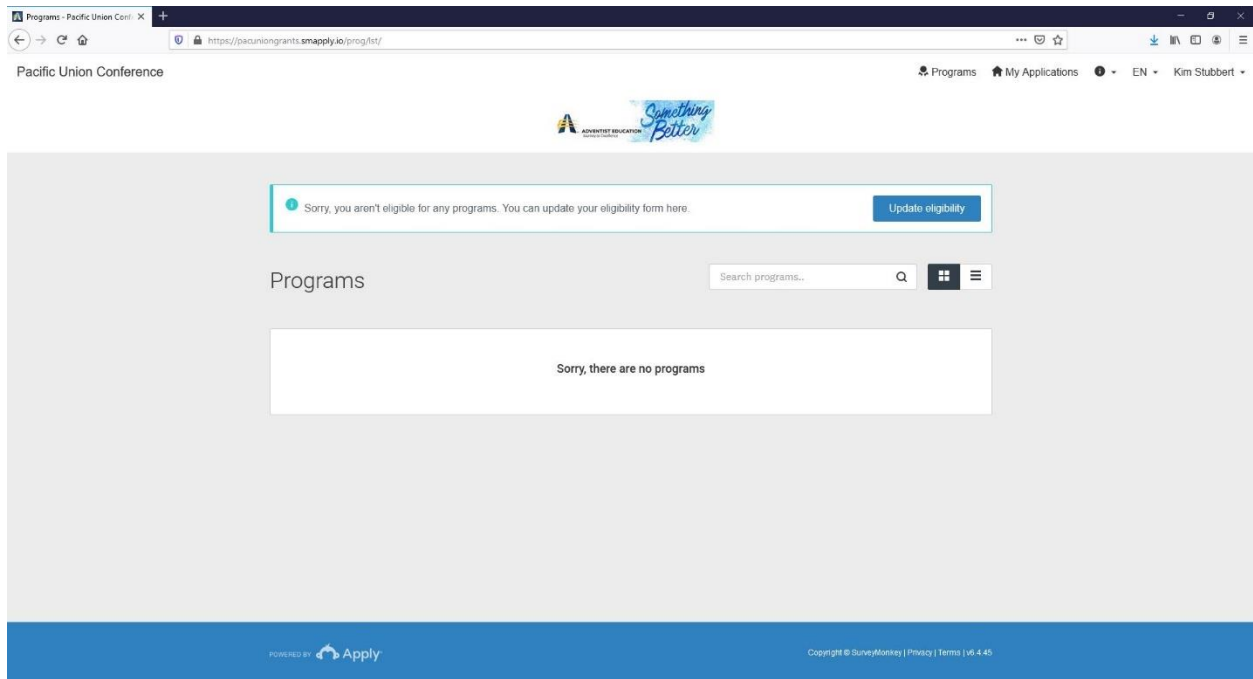 Programs - Pacific Union Conf
https://pacuniongrants.smapply.io/prog/lst/
Pacific Union Conference
Programs
My Applications
EN
Kim Stubbert
ADVENTIST EDUCATION
Something
Better
Sorry, you aren't eligible for any programs. You can update your eligibility form here.
Update eligibility
Programs
Search programs..
Sorry, there are no programs
POWERED BY Apply
Copyright © SurveyMonkey | Privacy | Terms | v6.4.45